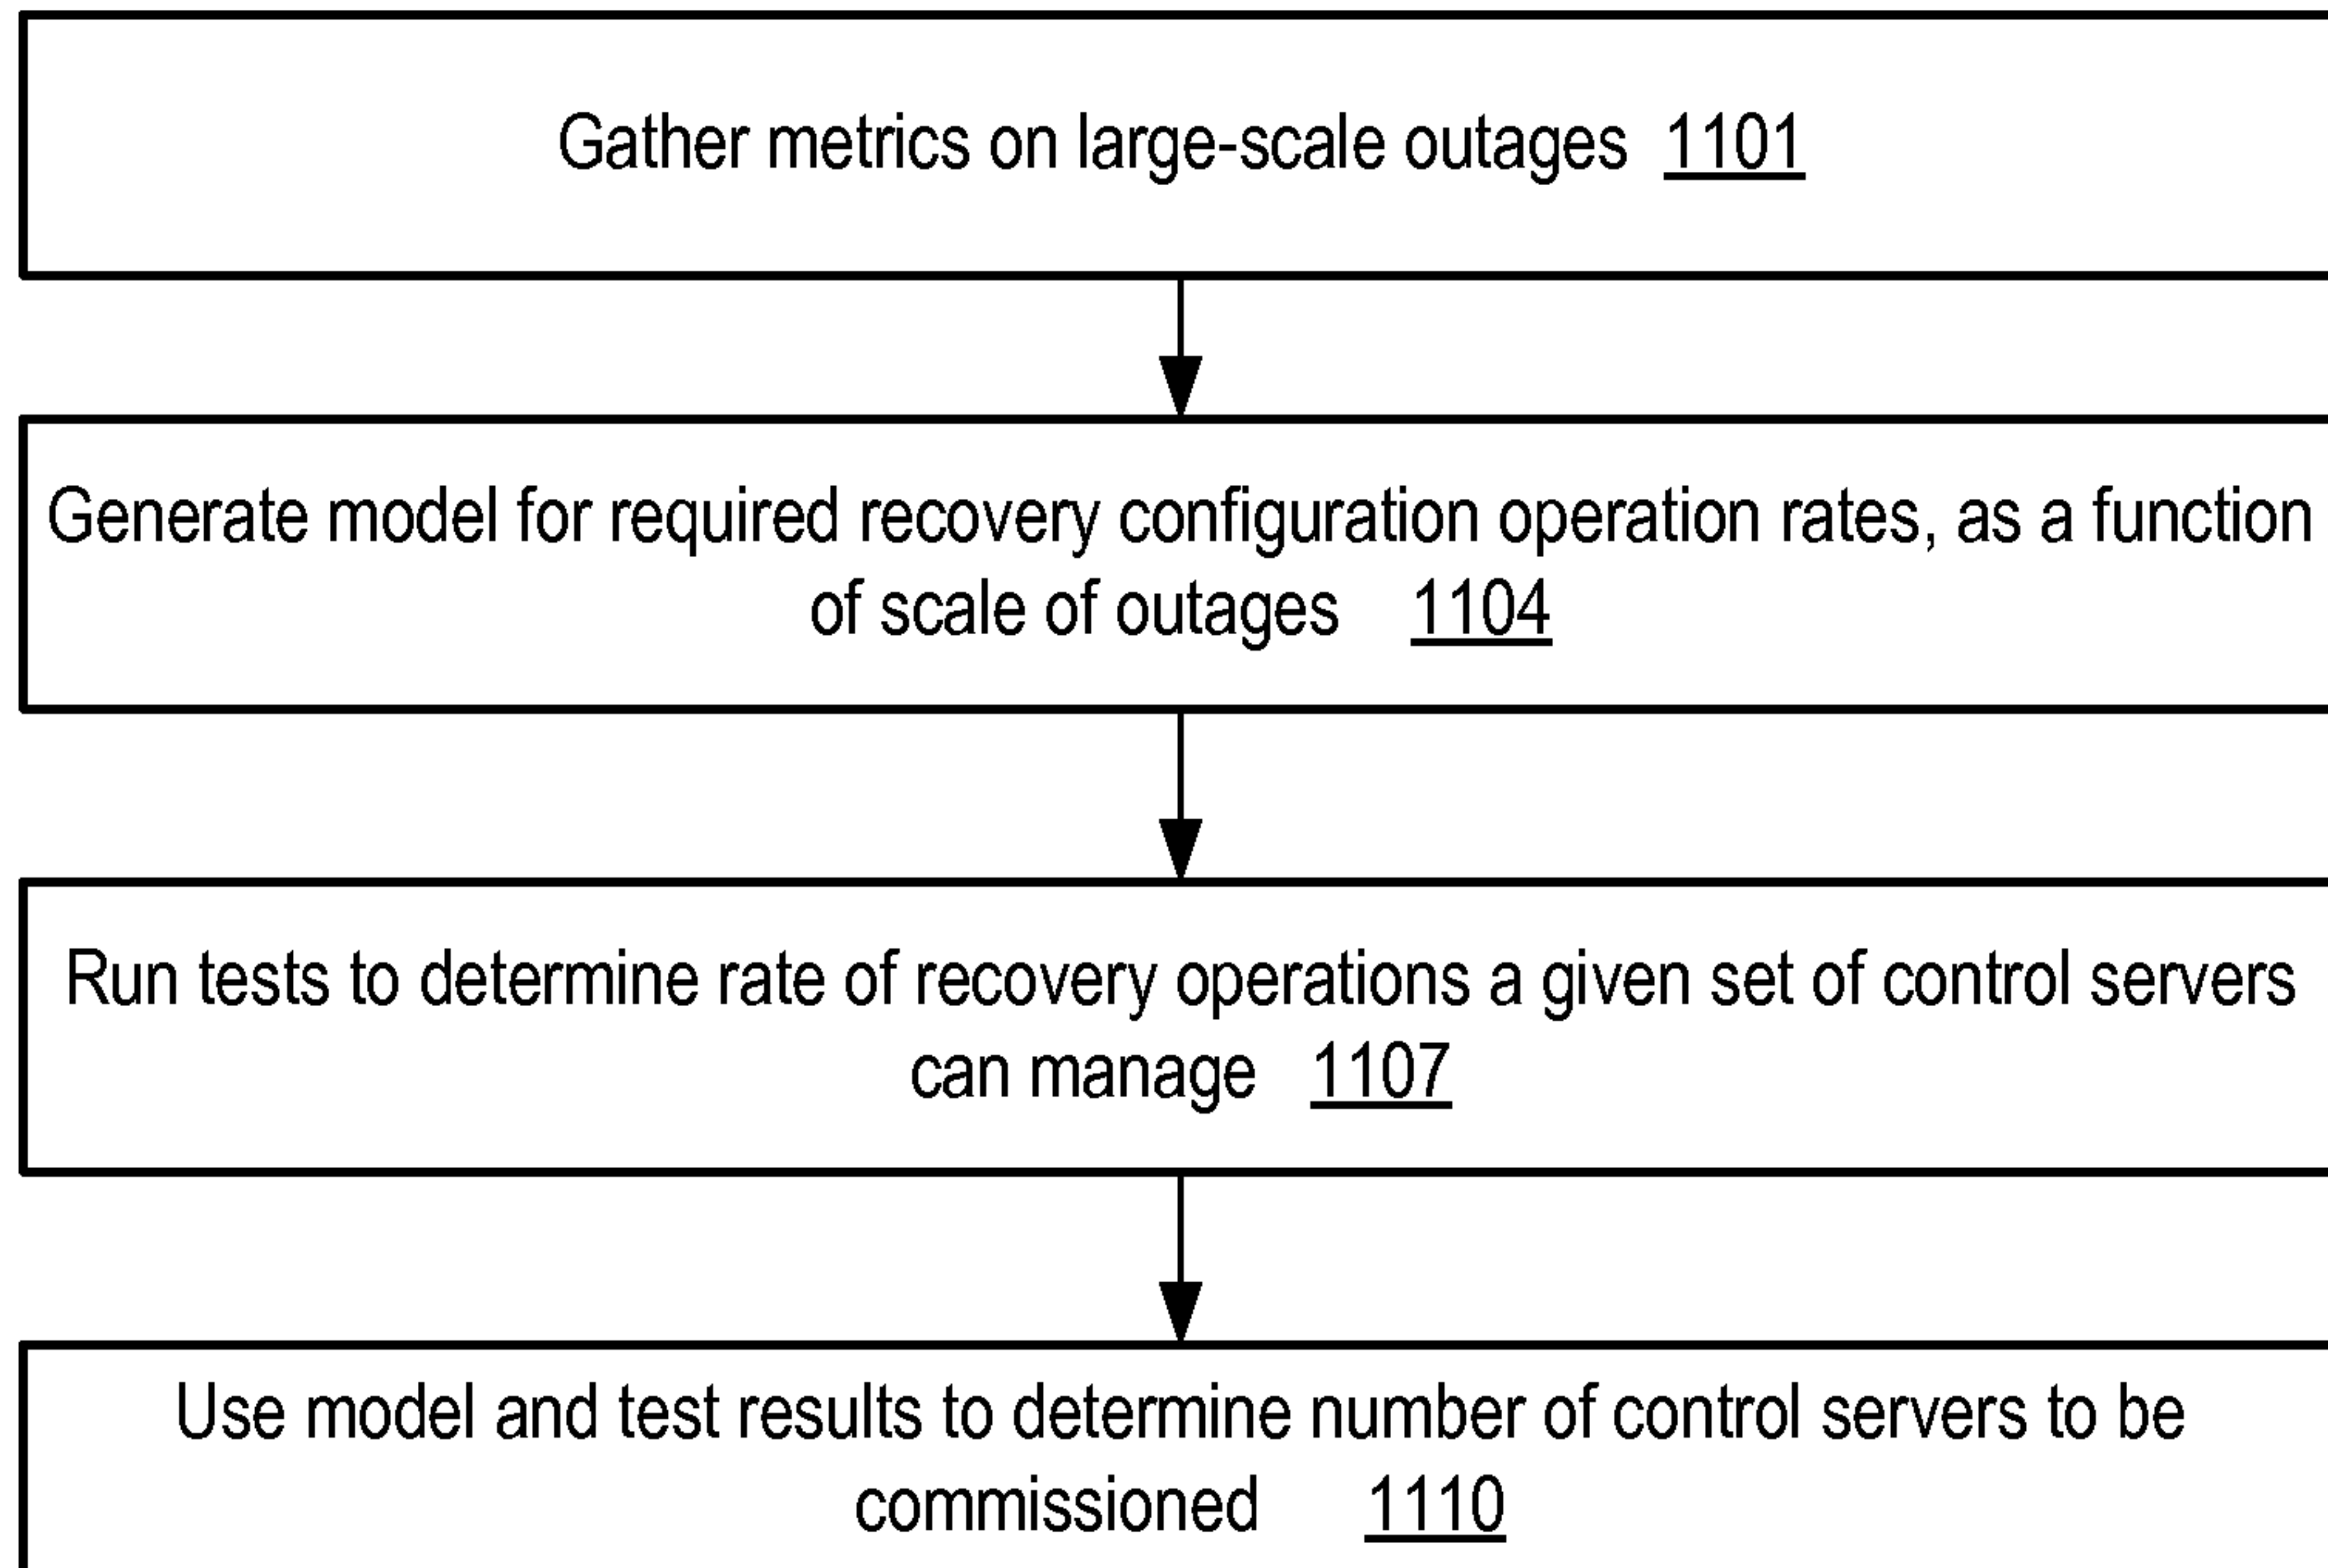 Gather metrics on large-scale outages 1101
Generate model for required recovery configuration operation rates, as a function
of scale of outages 1104
Run tests to determine rate of recovery operations a given set of control servers
can manage 1107
Use model and test results to determine number of control servers to be
commissioned 1110